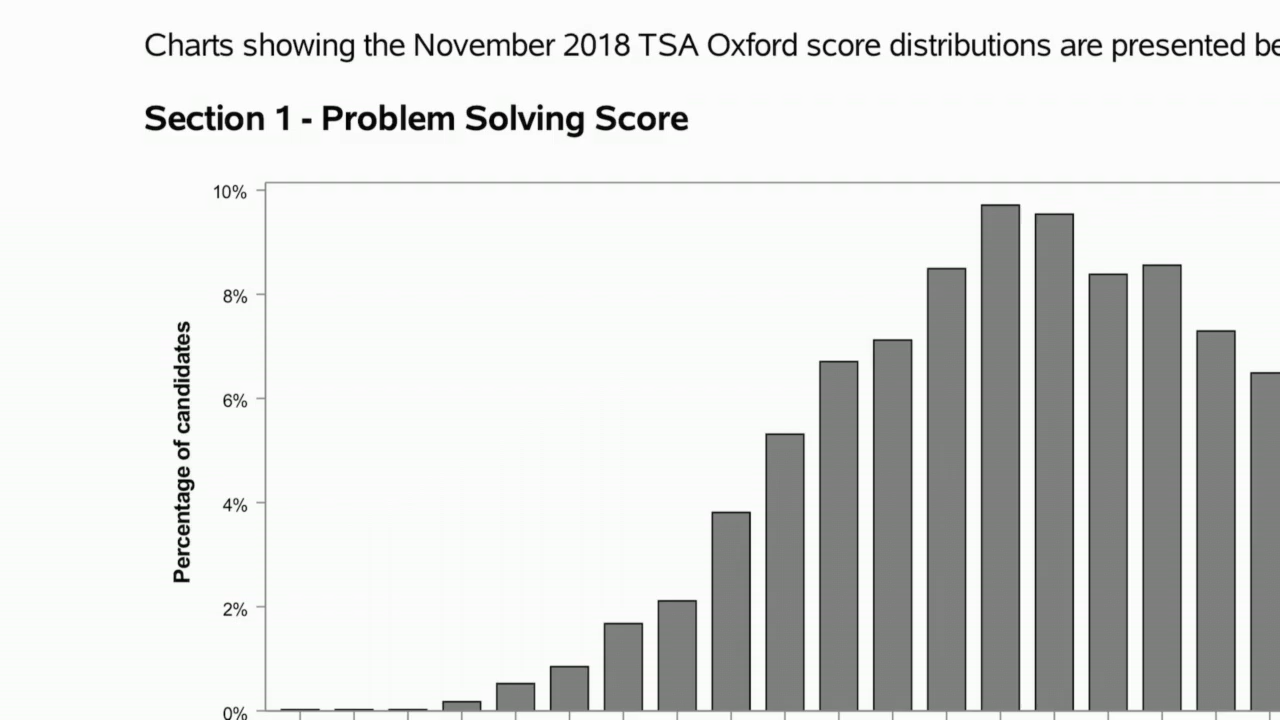 Charts showing the November 2018 TSA Oxford score distributions are presented be
Section 1 - Problem Solving Score
10%
8%
6%
4%
2%
0%
Percentage of candidates